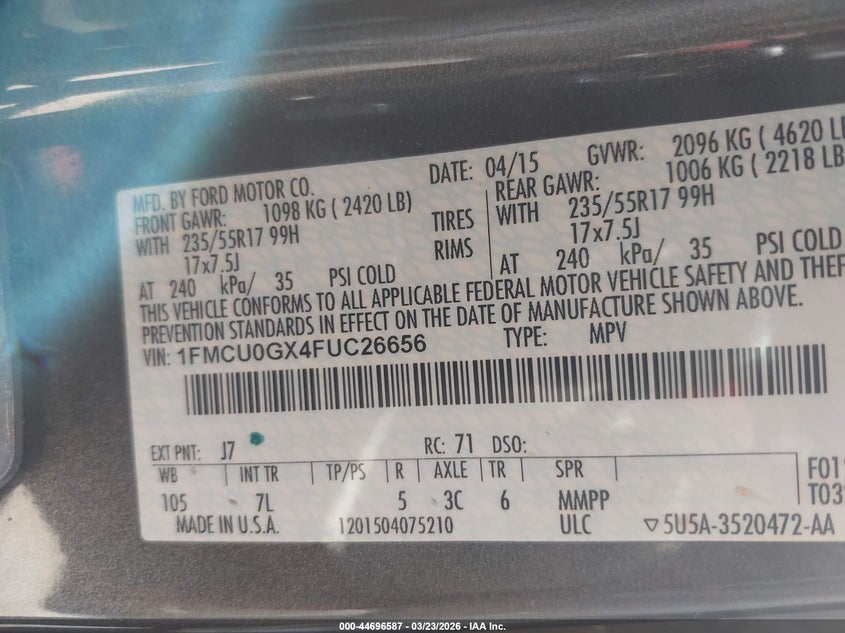 MFD. BY FORD MOTOR CO. DATE: 04/15 GVWR: 2096 KG ( 4620 LB
FRONT GAWR: 1098 KG ( 2420 LB) REAR GAWR: 1006 KG ( 2218 LB
WITH 235/55R17 99H TIRES WITH 235/55R17 99H
17x7.5J RIMS 17x7.5J
AT 240 kPa/ 35 PSI COLD AT 240 kPa/ 35 PSI COLD
THIS VEHICLE CONFORMS TO ALL APPLICABLE FEDERAL MOTOR VEHICLE SAFETY AND THEF
PREVENTION STANDARDS IN EFFECT ON THE DATE OF MANUFACTURE SHOWN ABOVE.
VIN: 1FMCU0GX4FUC26656 TYPE: MPV
EXT PNT: J7 RC: 71 DSO:
WB INT TR TP/PS R AXLE TR SPR
105 7L 5 3C 6 MMPP
F01
T03
MADE IN U.S.A. 1201504075210 ULC ▽5U5A-3520472-AA
000-44696587 - 03/23/2026 - IAA Inc.